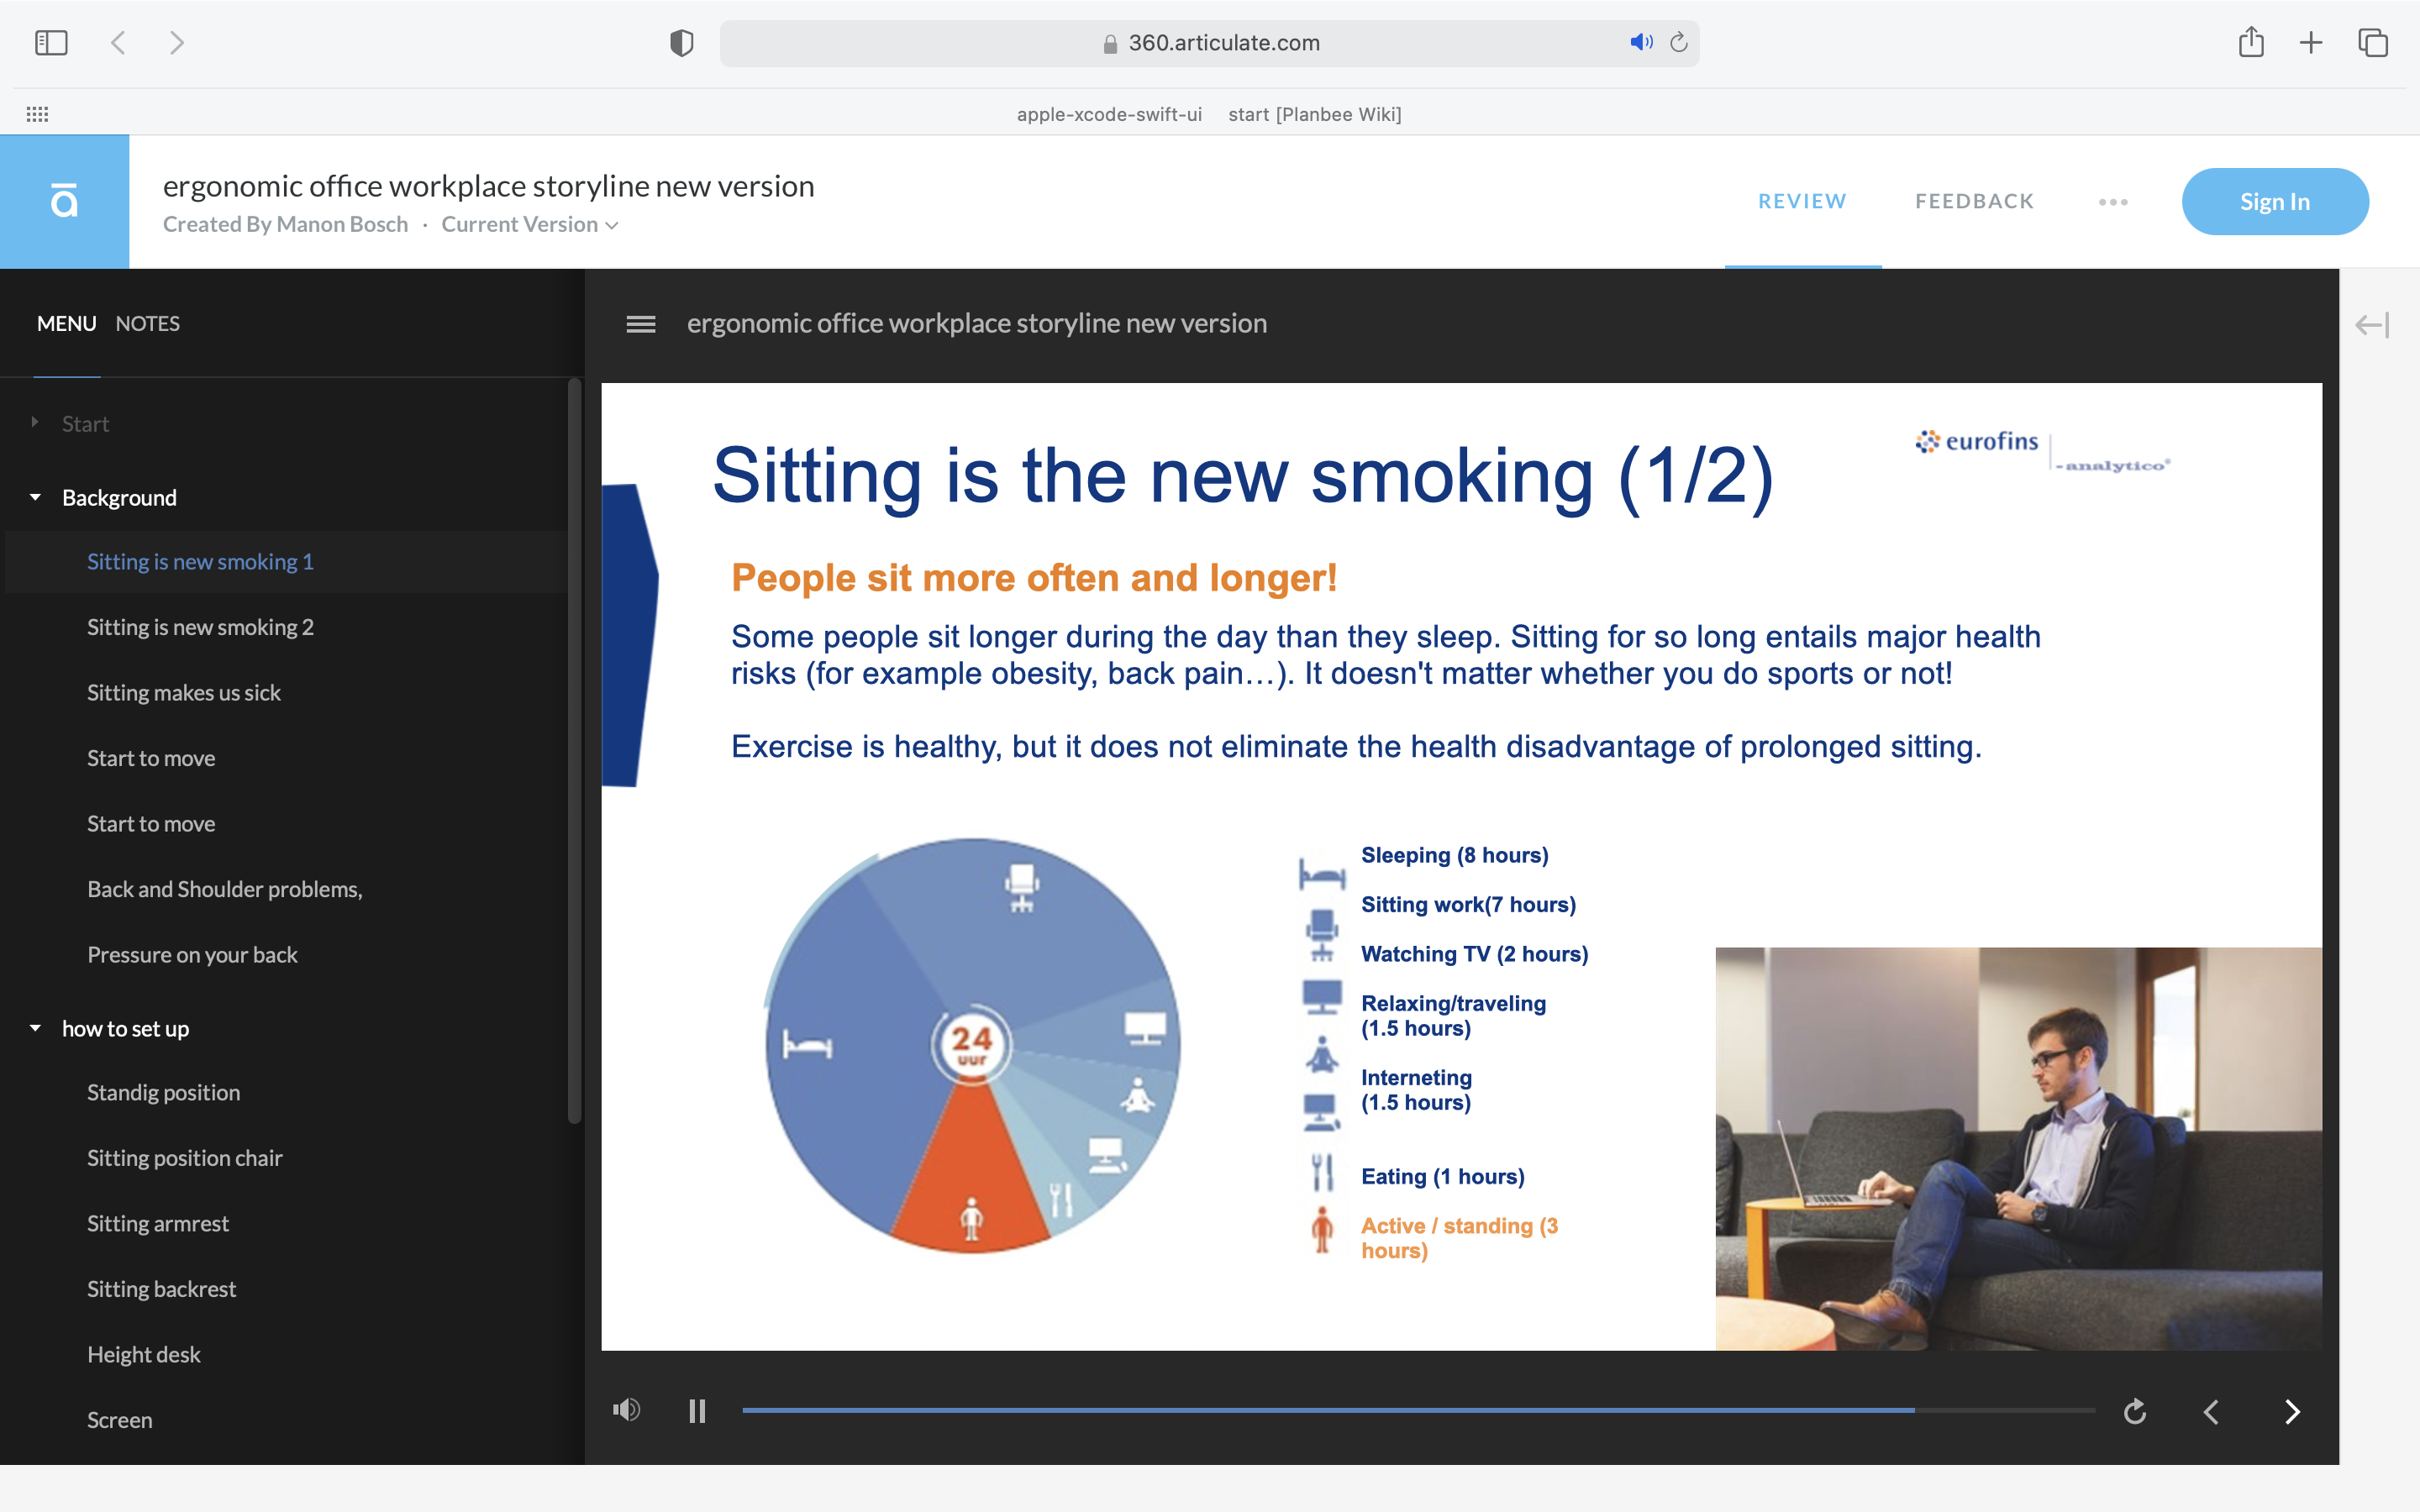 360.articulate.com
apple-xcode-swift-ui start [Planbee Wiki]
ergonomic office workplace storyline new version
Created By Manon Bosch · Current Version
REVIEW FEEDBACK
Sign In
MENU NOTES
Start
Background
Sitting is new smoking 1
Sitting is new smoking 2
Sitting makes us sick
Start to move
Start to move
Back and Shoulder problems,
Pressure on your back
how to set up
Standig position
Sitting position chair
Sitting armrest
Sitting backrest
Height desk
Screen
ergonomic office workplace storyline new version
Sitting is the new smoking (1/2)
eurofins
-analytico®
People sit more often and longer!
Some people sit longer during the day than they sleep. Sitting for so long entails major health
risks (for example obesity, back pain…). It doesn't matter whether you do sports or not!
Exercise is healthy, but it does not eliminate the health disadvantage of prolonged sitting.
24
uur
Sleeping (8 hours)
Sitting work(7 hours)
Watching TV (2 hours)
Relaxing/traveling
(1.5 hours)
Interneting
(1.5 hours)
Eating (1 hours)
Active / standing (3
hours)